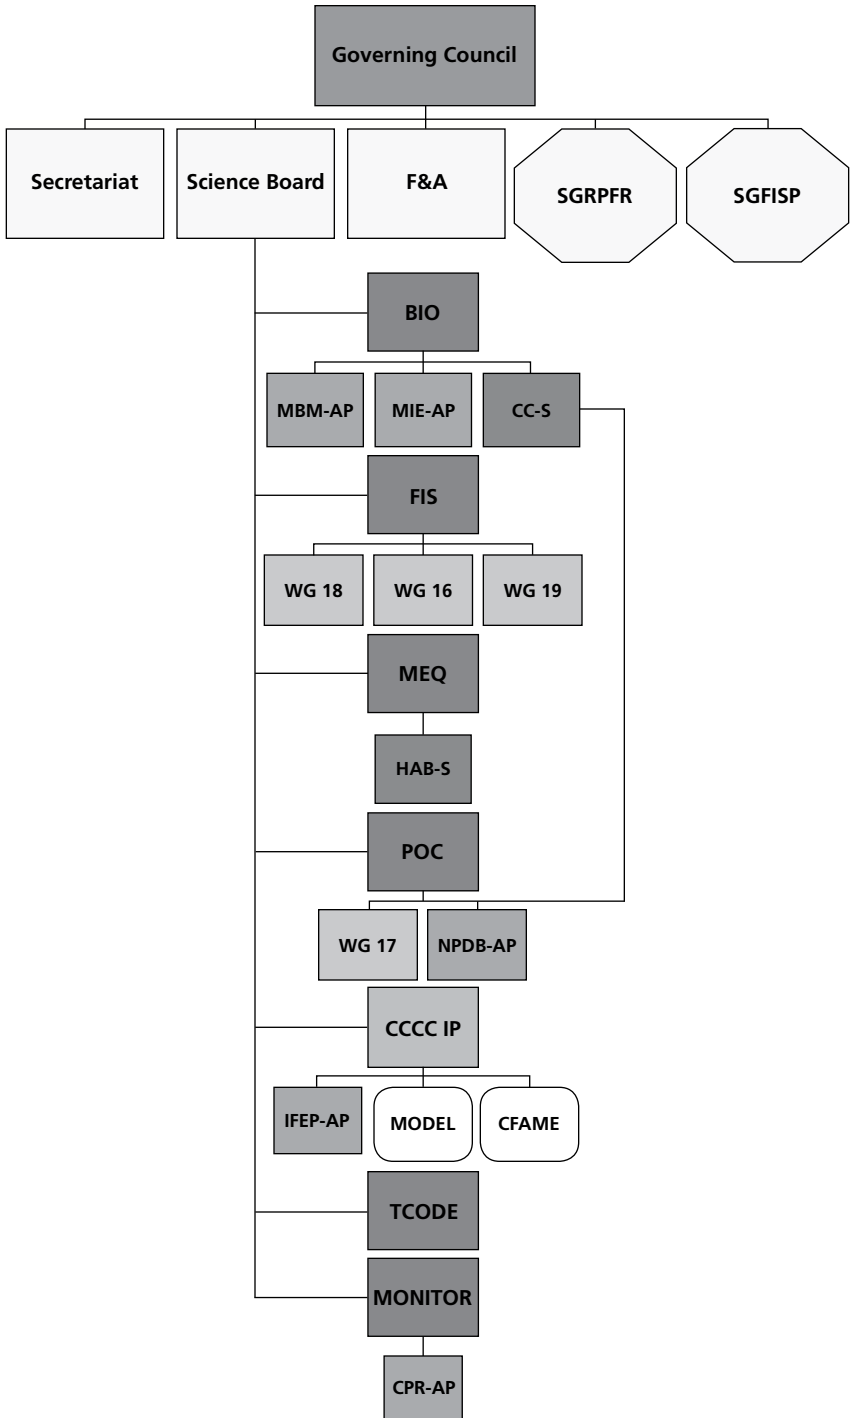 Governing Council
Secretariat
Science Board
F&A
SGRPFR
SGFISP
BIO
MBM-AP
MIE-AP
CC-S
FIS
WG 18
WG 16
WG 19
MEQ
HAB-S
POC
WG 17
NPDB-AP
CCCC IP
IFEP-AP
MODEL
CFAME
TCODE
MONITOR
CPR-AP